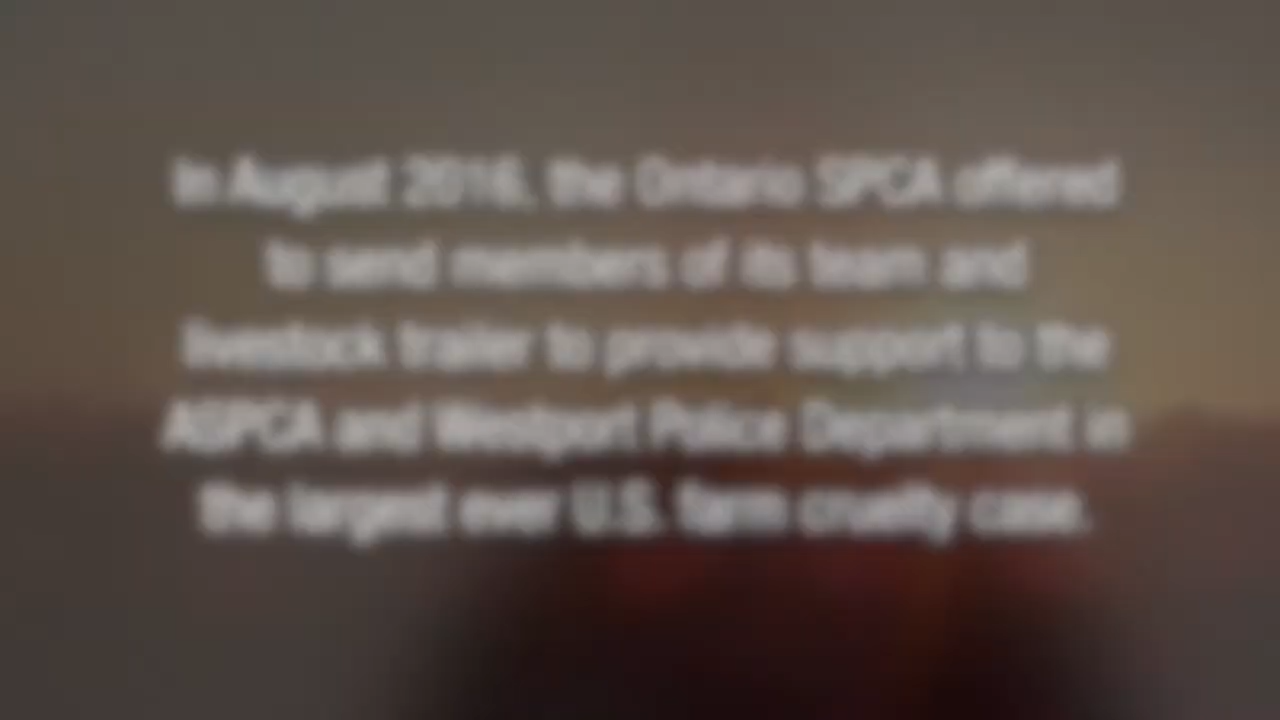 In August 2016, the Ontario SPCA offered
to send members of its team and
livestock trailer to provide support to the
ASPCA and Westport Police Department in
the largest ever U.S. farm cruelty case.